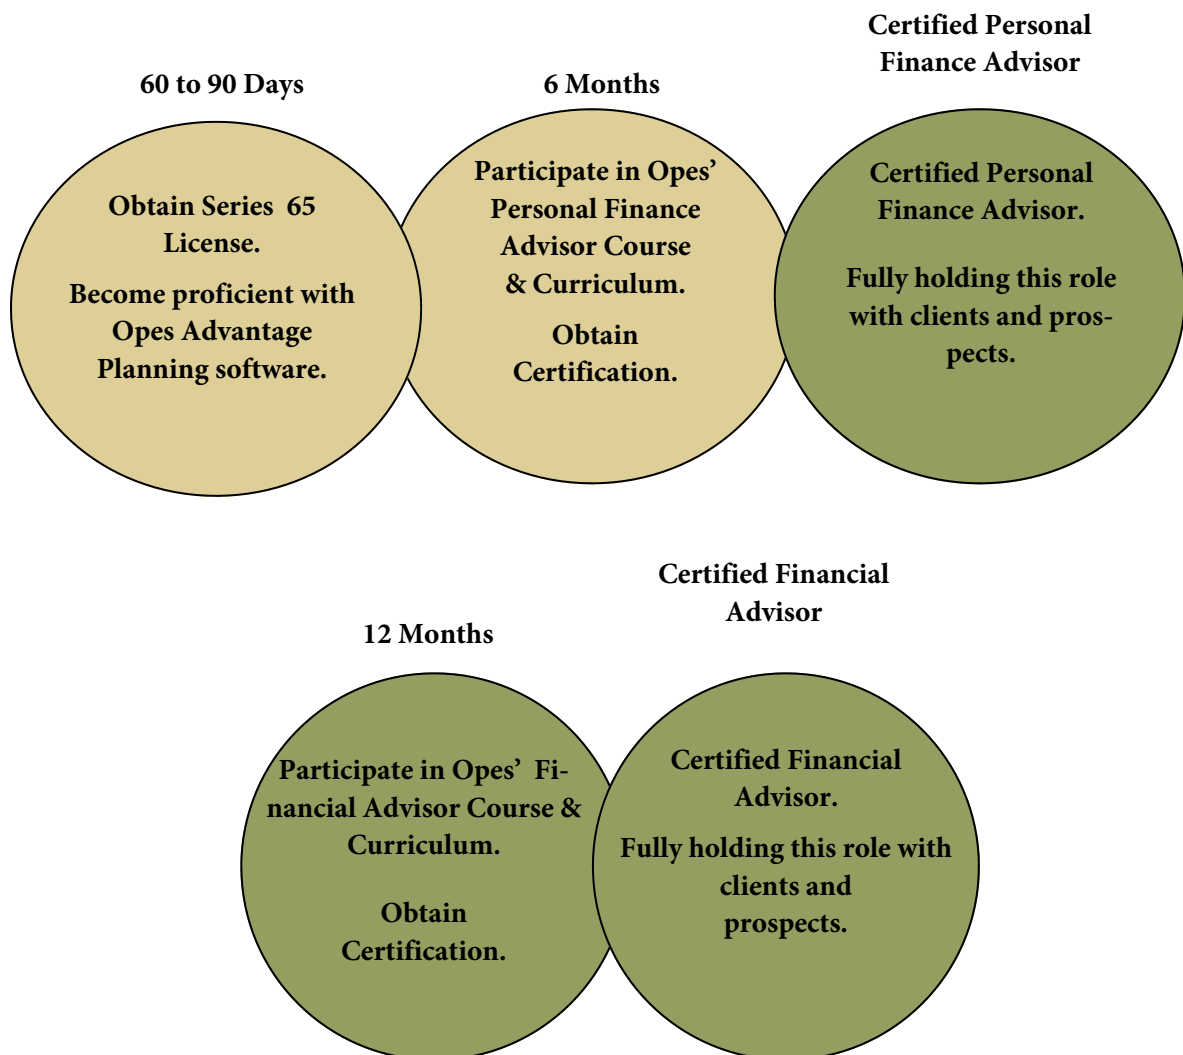 60 to 90 Days
Obtain Series 65
License.
Become proficient with
Opes Advantage
Planning software.
6 Months
Participate in Opes’
Personal Finance
Advisor Course
& Curriculum.
Obtain
Certification.
Certified Personal
Finance Advisor
Certified Personal
Finance Advisor.
Fully holding this role
with clients and pros-
pects.
12 Months
Participate in Opes’ Fi-
nancial Advisor Course &
Curriculum.
Obtain
Certification.
Certified Financial
Advisor
Certified Financial
Advisor.
Fully holding this role with
clients and
prospects.